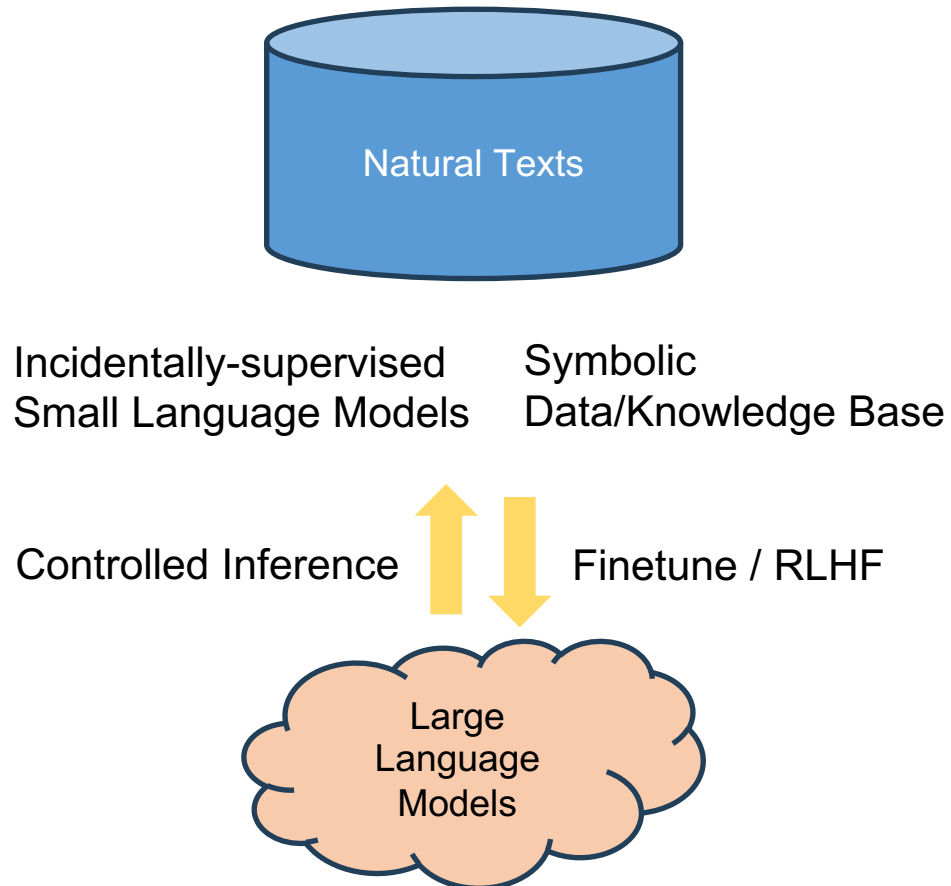 Natural Texts
Incidentally-supervised
Small Language Models
Symbolic
Data/Knowledge Base
Controlled Inference
Finetune / RLHF
Large
Language
Models